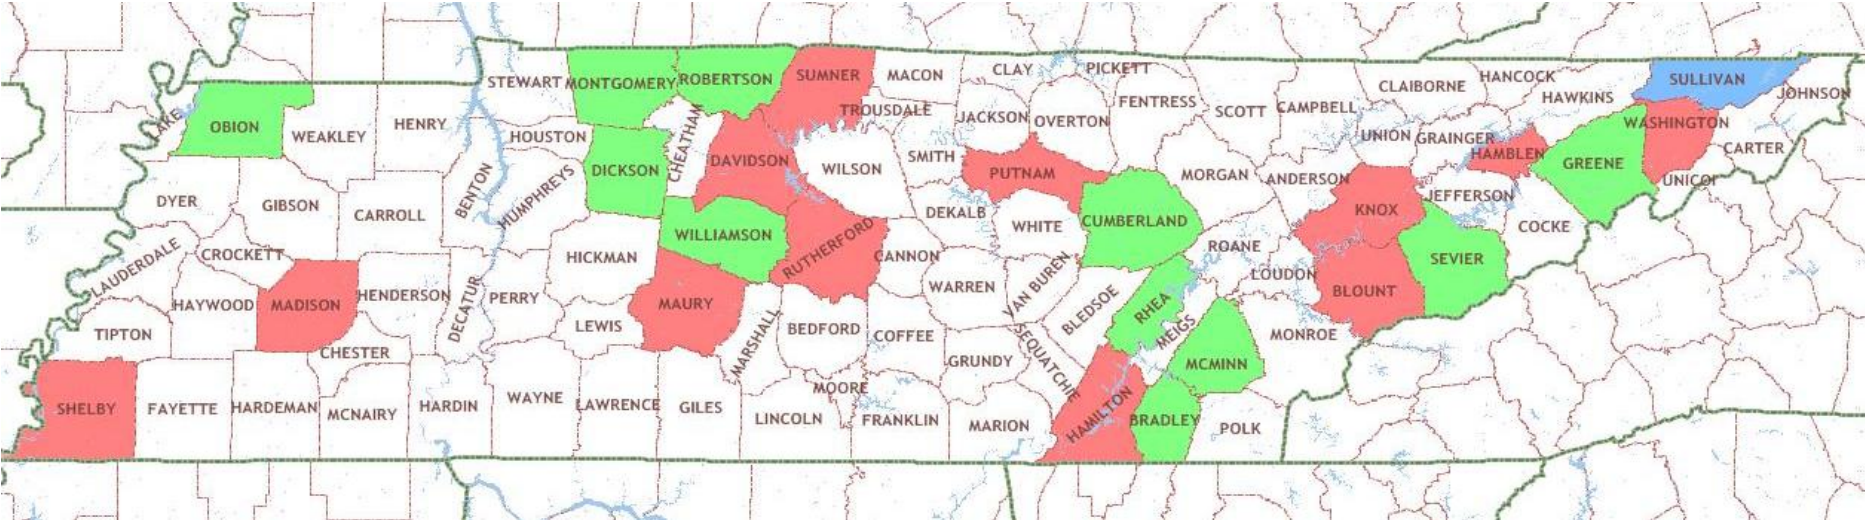 STEWART
MONTGOMERY
ROBERTSON
SUMNER
MACON
CLAY
PICKETT
CLAIBORNE
HANCOCK
HAWKINS
SULLIVAN
JOHNSON
LAKE
OBION
WEAKLEY
HENRY
HOUSTON
CHEATHAM
TROUSDALE
JACKSON
OVERTON
FENTRESS
SCOTT
CAMPBELL
UNION
GRAINGER
HAMBLEN
WASHINGTON
CARTER
DICKSON
DAVIDSON
WILSON
SMITH
PUTNAM
MORGAN
ANDERSON
JEFFERSON
GREENE
UNICOI
DYER
GIBSON
CARROLL
BENTON
HUMPHREYS
WILLIAMSON
RUTHERFORD
DEKALB
WHITE
CUMBERLAND
ROANE
KNOX
COCKE
LAUDERDALE
CROCKETT
HICKMAN
CANNON
VAN BUREN
LOUDON
SEVIER
HAYWOOD
MADISON
HENDERSON
DECATUR
PERRY
MAURY
WARREN
BLEDSOE
RHEA
BLOUNT
TIPTON
CHESTER
LEWIS
MARSHALL
BEDFORD
COFFEE
GRUNDY
SEQUATCHIE
MEIGS
MCMINN
MONROE
SHELBY
FAYETTE
HARDEMAN
MCNAIRY
HARDIN
WAYNE
LAWRENCE
GILES
LINCOLN
MOORE
FRANKLIN
MARION
HAMILTON
BRADLEY
POLK